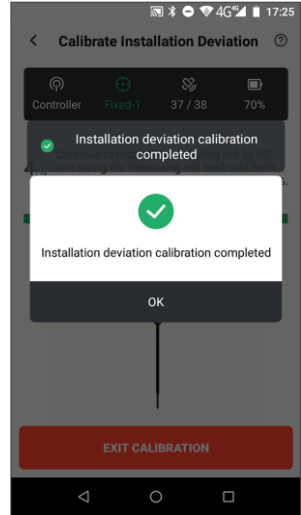 4G 17:25
Calibrate Installation Deviation
Controller Fixed-1 37 / 38 70%
Installation deviation calibration
completed
Installation deviation calibration completed
OK
EXIT CALIBRATION